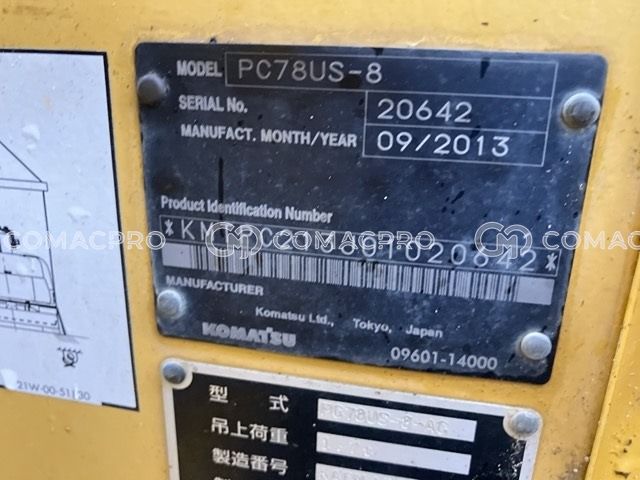 MODEL PC78US-8
SERIAL No. 20642
MANUFACT. MONTH/YEAR 09/2013
Product Identification Number
MANUFACTURER
Komatsu Ltd., Tokyo, Japan
KOMATSU
09601-14000
COMACPRO COMACPRO COMACPRO
21W-00-51130
型式 PC78US-8-AG
吊上荷重
製造番号